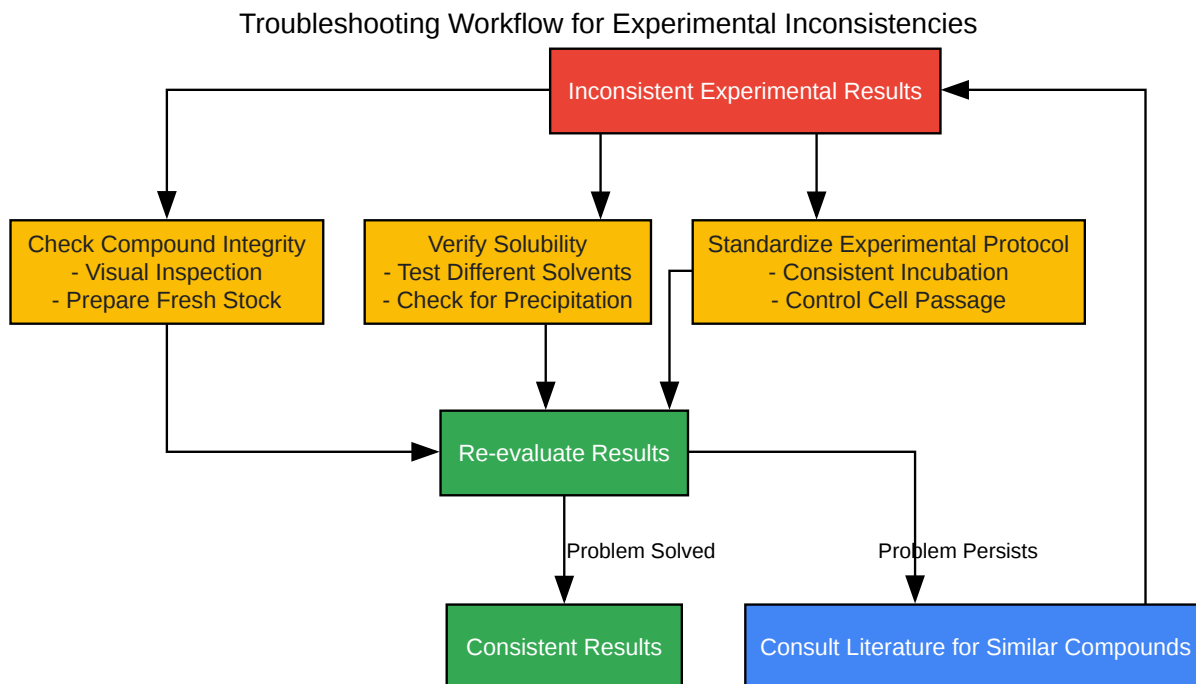 Troubleshooting Workflow for Experimental Inconsistencies
Inconsistent Experimental Results
Check Compound Integrity
- Visual Inspection
- Prepare Fresh Stock
Verify Solubility
- Test Different Solvents
- Check for Precipitation
Standardize Experimental Protocol
- Consistent Incubation
- Control Cell Passage
Re-evaluate Results
Problem Solved
Problem Persists
Consistent Results
Consult Literature for Similar Compounds